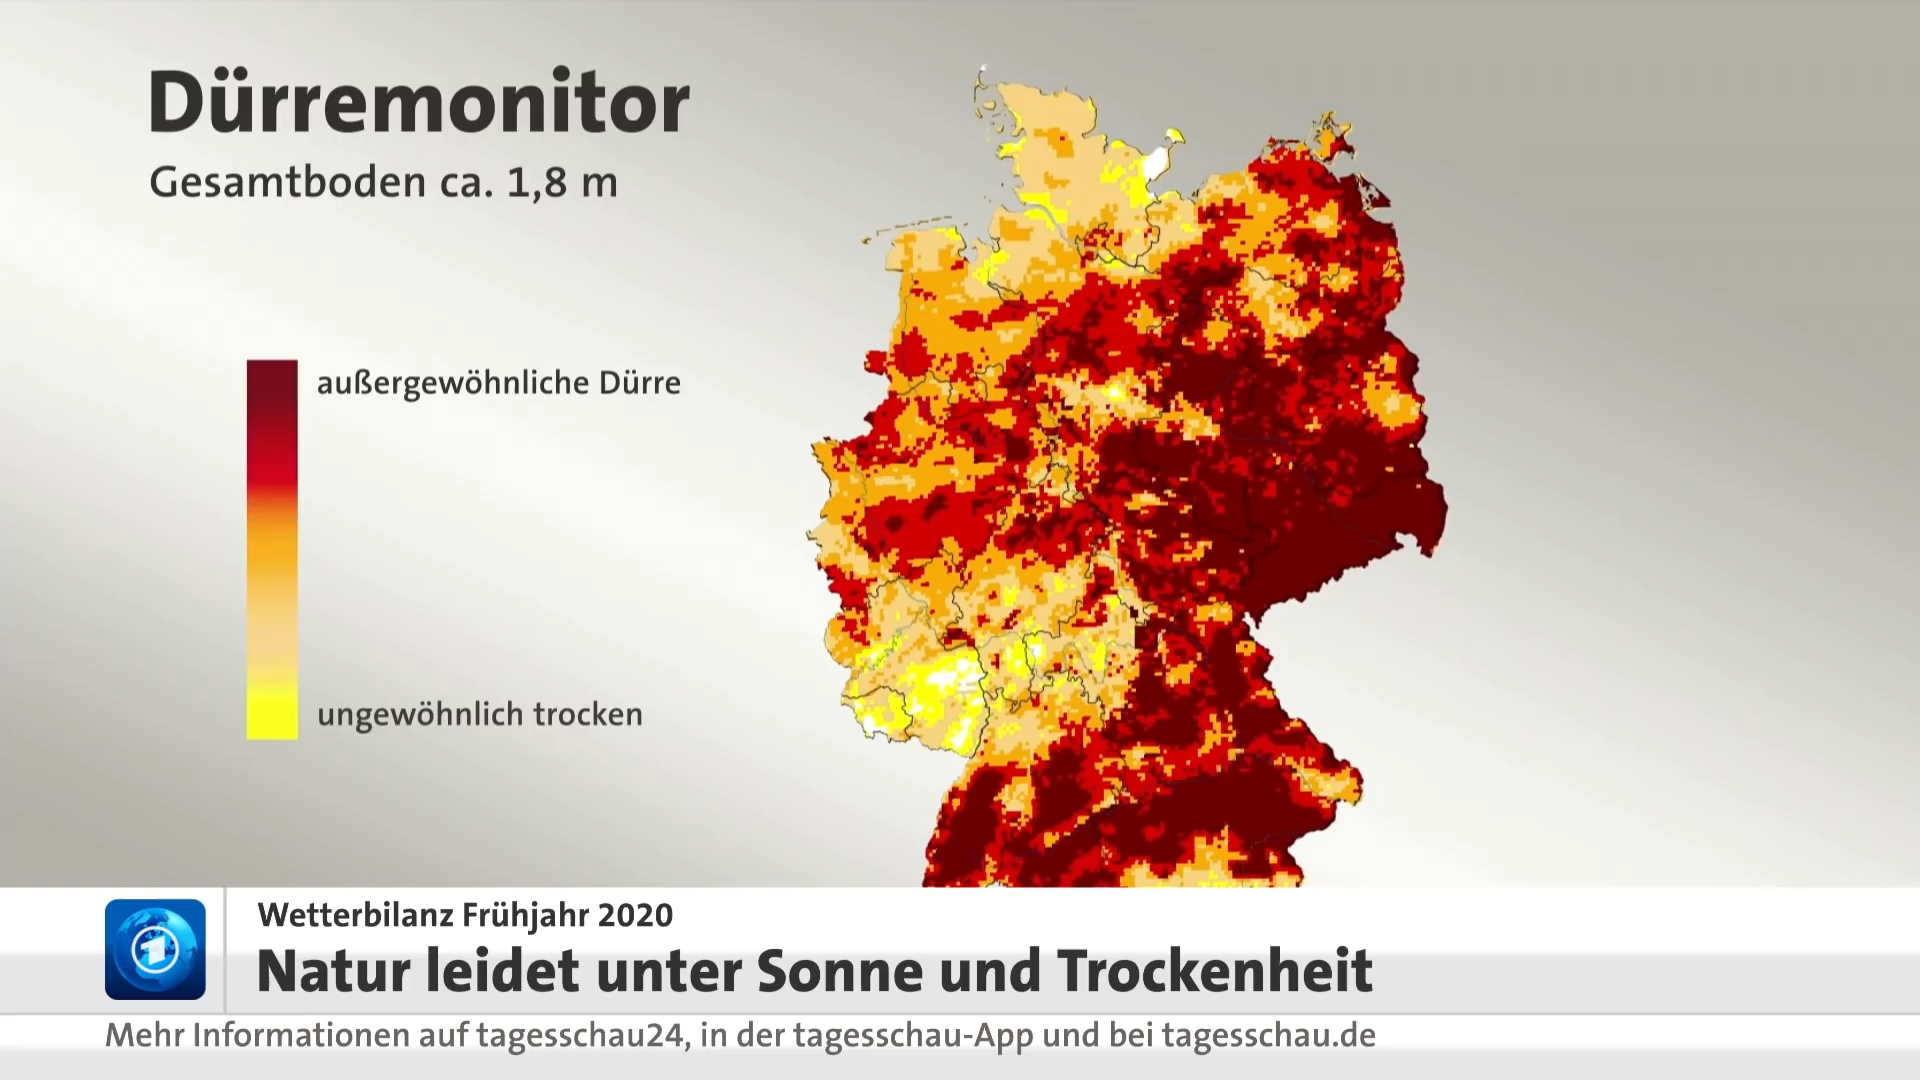 Dürremonitor
Gesamtboden ca. 1,8 m
außergewöhnliche Dürre
ungewöhnlich trocken
1
Wetterbilanz Frühjahr 2020
Natur leidet unter Sonne und Trockenheit
Mehr Informationen auf tagesschau24, in der tagesschau-App und bei tagesschau.de